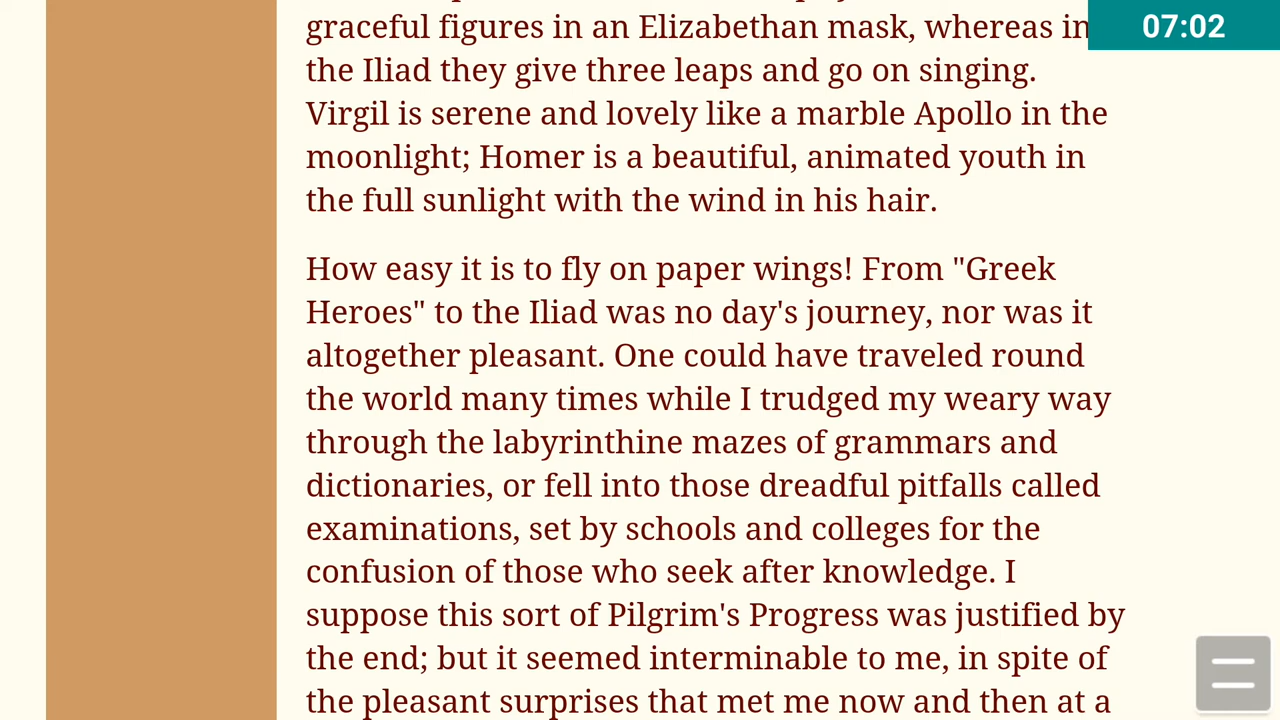 graceful figures in an Elizabethan mask, whereas in
07:02
the Iliad they give three leaps and go on singing.
Virgil is serene and lovely like a marble Apollo in the
moonlight; Homer is a beautiful, animated youth in
the full sunlight with the wind in his hair.
How easy it is to fly on paper wings! From "Greek
Heroes" to the Iliad was no day's journey, nor was it
altogether pleasant. One could have traveled round
the world many times while I trudged my weary way
through the labyrinthine mazes of grammars and
dictionaries, or fell into those dreadful pitfalls called
examinations, set by schools and colleges for the
confusion of those who seek after knowledge. I
suppose this sort of Pilgrim's Progress was justified by
the end; but it seemed interminable to me, in spite of
the pleasant surprises that met me now and then at a